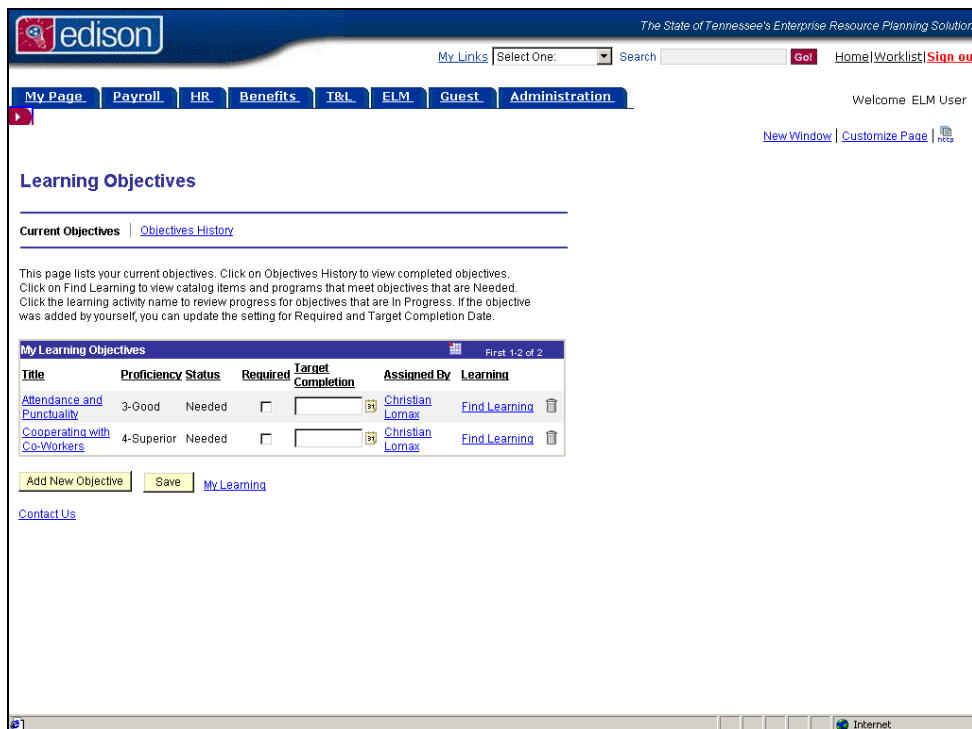 edison
The State of Tennessee's Enterprise Resource Planning Solution
My Links Select One: Search Go! Home|Worklist|Sign ou
My Page Payroll HR Benefits T&L ELM Guest Administration
Welcome ELM User
New Window | Customize Page | http
Learning Objectives
Current Objectives | Objectives History
This page lists your current objectives. Click on Objectives History to view completed objectives.
Click on Find Learning to view catalog items and programs that meet objectives that are Needed.
Click the learning activity name to review progress for objectives that are In Progress. If the objective
was added by yourself, you can update the setting for Required and Target Completion Date.
My Learning Objectives First 1-2 of 2
Title Proficiency Status Required Target Completion Assigned By Learning
Attendance and Punctuality 3-Good Needed 31 Christian Lomax Find Learning
Cooperating with Co-Workers 4-Superior Needed 31 Christian Lomax Find Learning
Add New Objective Save My Learning
Contact Us
Internet